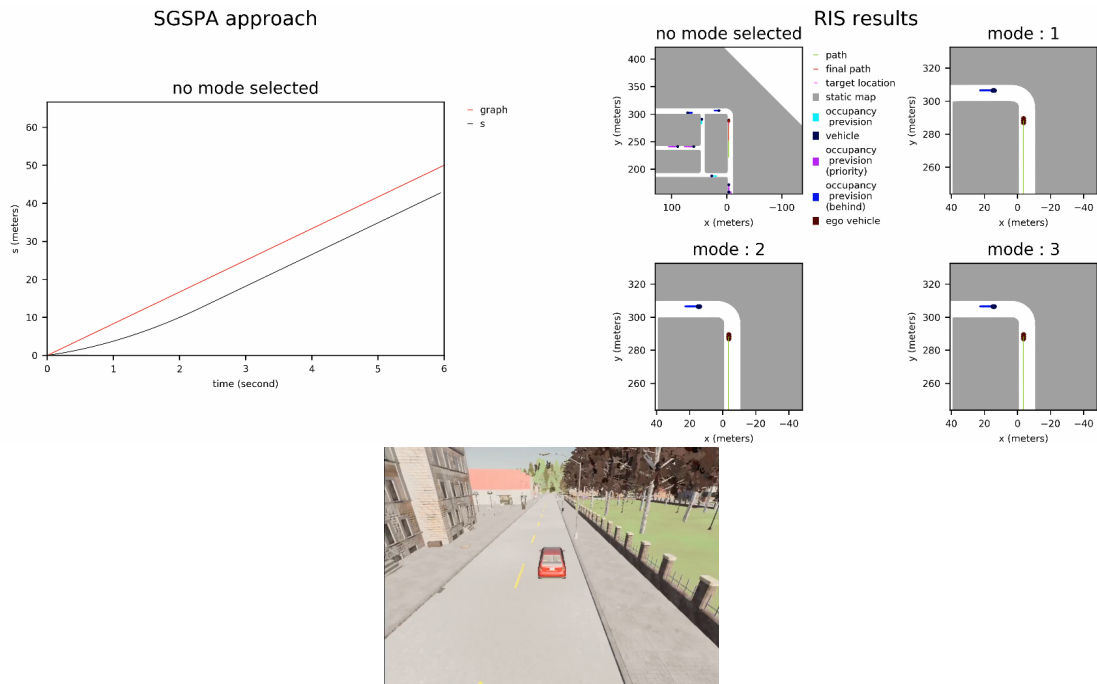 SGSPA approach
no mode selected
graph
s
60
50
40
30
20
10
0
0 1 2 3 4 5 6
s (meters)
time (second)
RIS results
no mode selected
400
350
300
250
200
100 0 −100
y (meters)
x (meters)
path
final path
target location
static map
occupancy
prevision
vehicle
occupancy
prevision
(priority)
occupancy
prevision
(behind)
ego vehicle
mode : 1
320
300
280
260
40 20 0 −20 −40
y (meters)
x (meters)
mode : 2
320
300
280
260
40 20 0 −20 −40
y (meters)
x (meters)
mode : 3
320
300
280
260
40 20 0 −20 −40
y (meters)
x (meters)